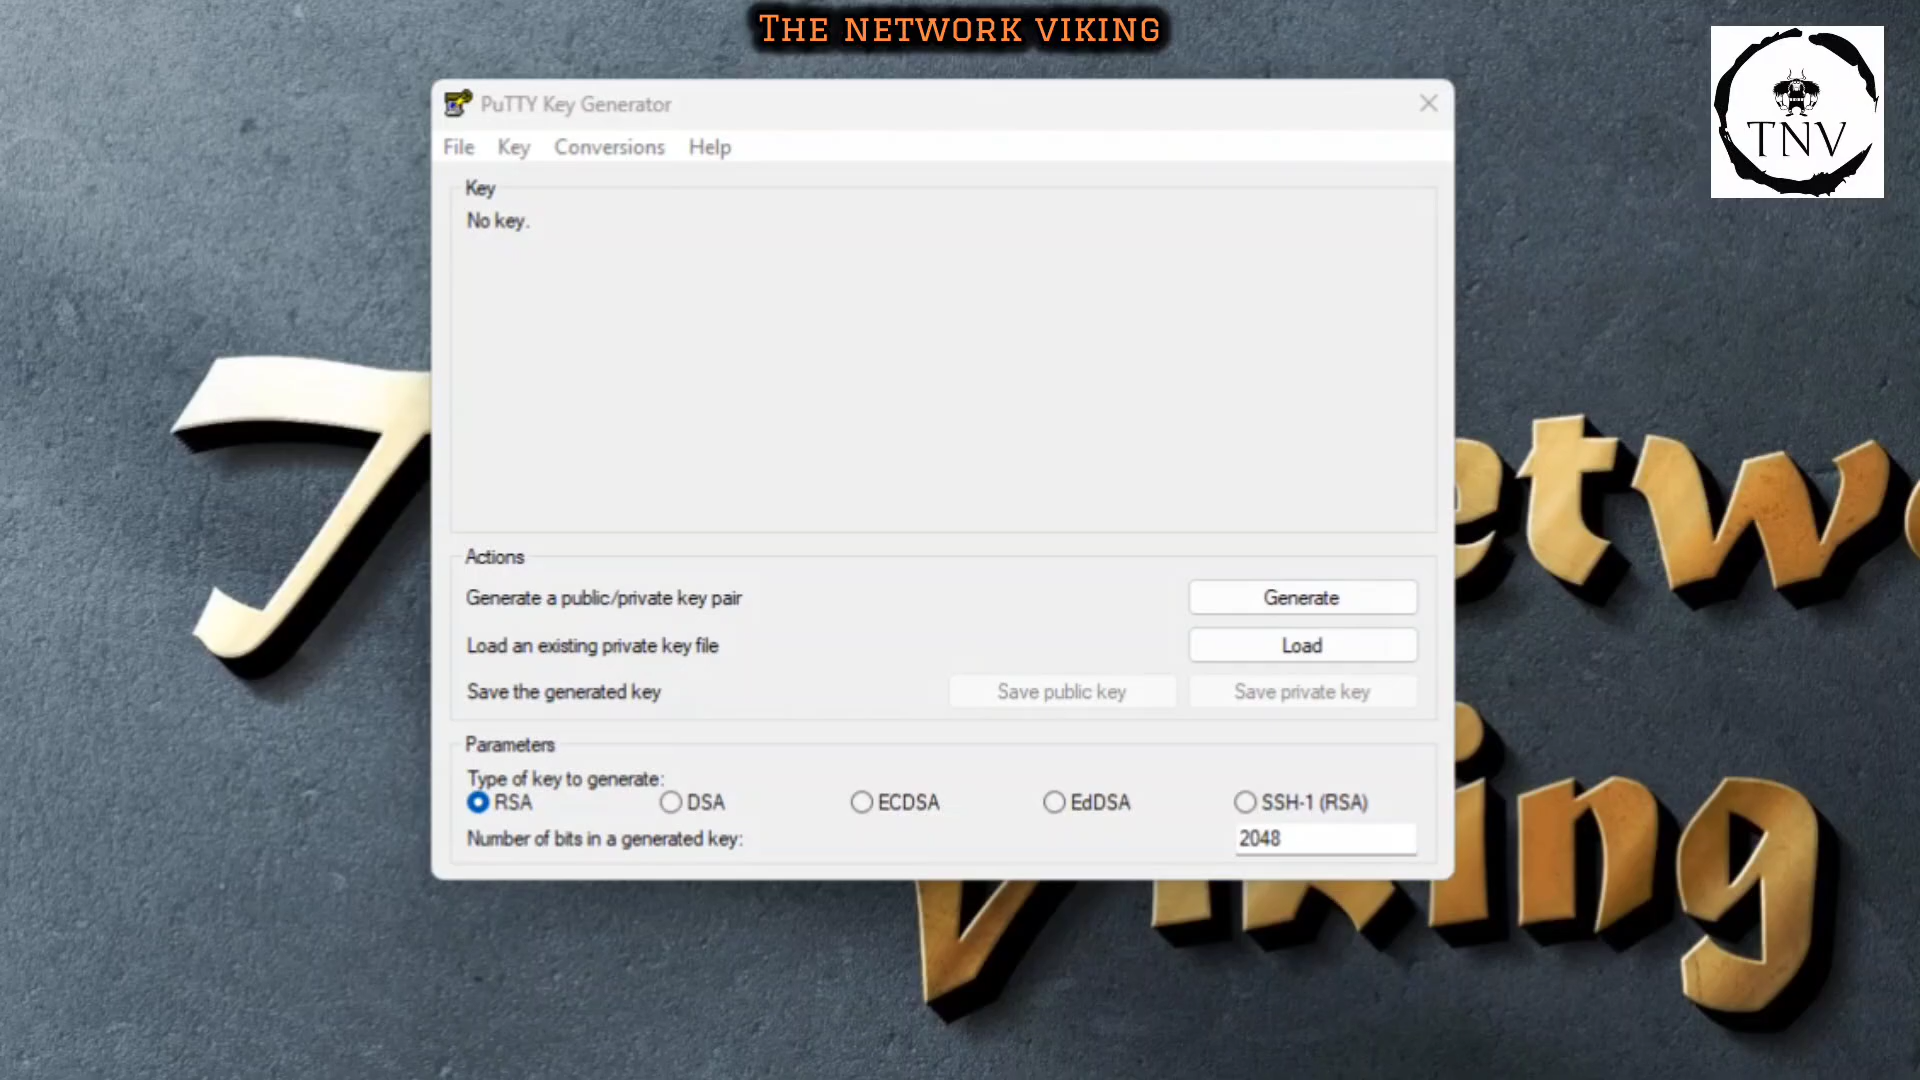 THE NETWORK VIKING
TNV
PuTTY Key Generator
File Key Conversions Help
Key
No key.
Actions
Generate a public/private key pair Generate
Load an existing private key file Load
Save the generated key Save public key Save private key
Parameters
Type of key to generate:
RSA DSA ECDSA EdDSA SSH-1 (RSA)
Number of bits in a generated key: 2048
T etwo
Viking